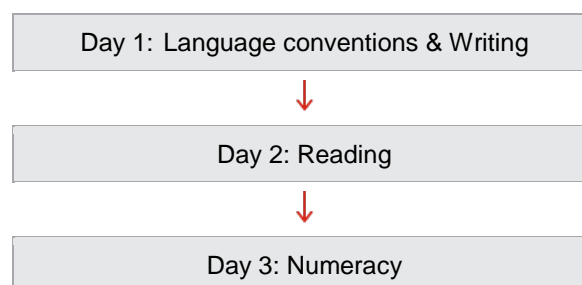 Day 1: Language conventions & Writing
Day 2: Reading
Day 3: Numeracy